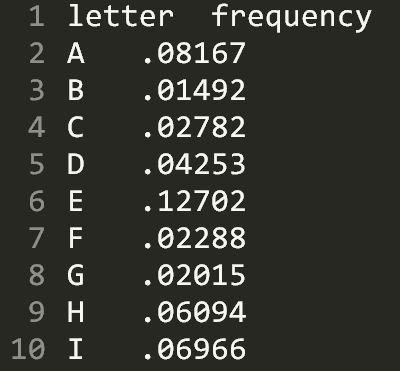 1 letter frequency
2 A .08167
3 B .01492
4 C .02782
5 D .04253
6 E .12702
7 F .02288
8 G .02015
9 H .06094
10 I .06966